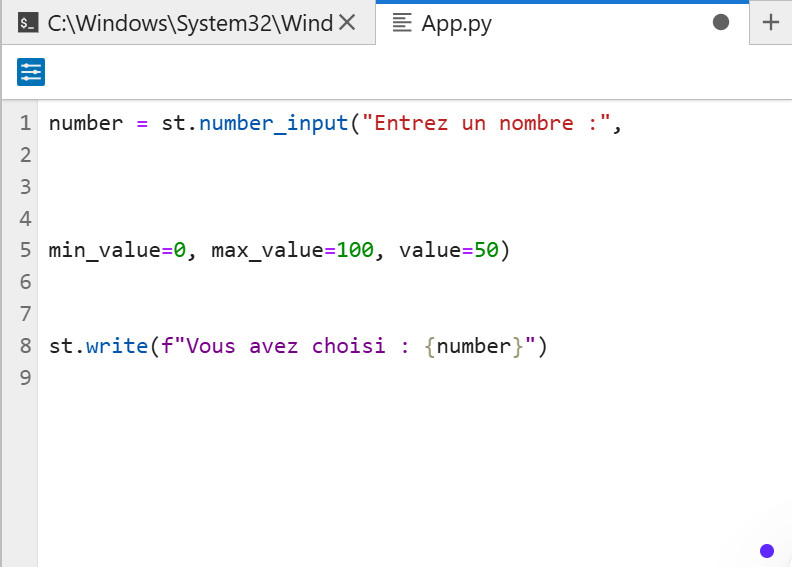 C:\Windows\System32\Wind
App.py
1 number = st.number_input("Entrez un nombre :",
2
3
4
5 min_value=0, max_value=100, value=50)
6
7
8 st.write(f"Vous avez choisi : {number}")
9